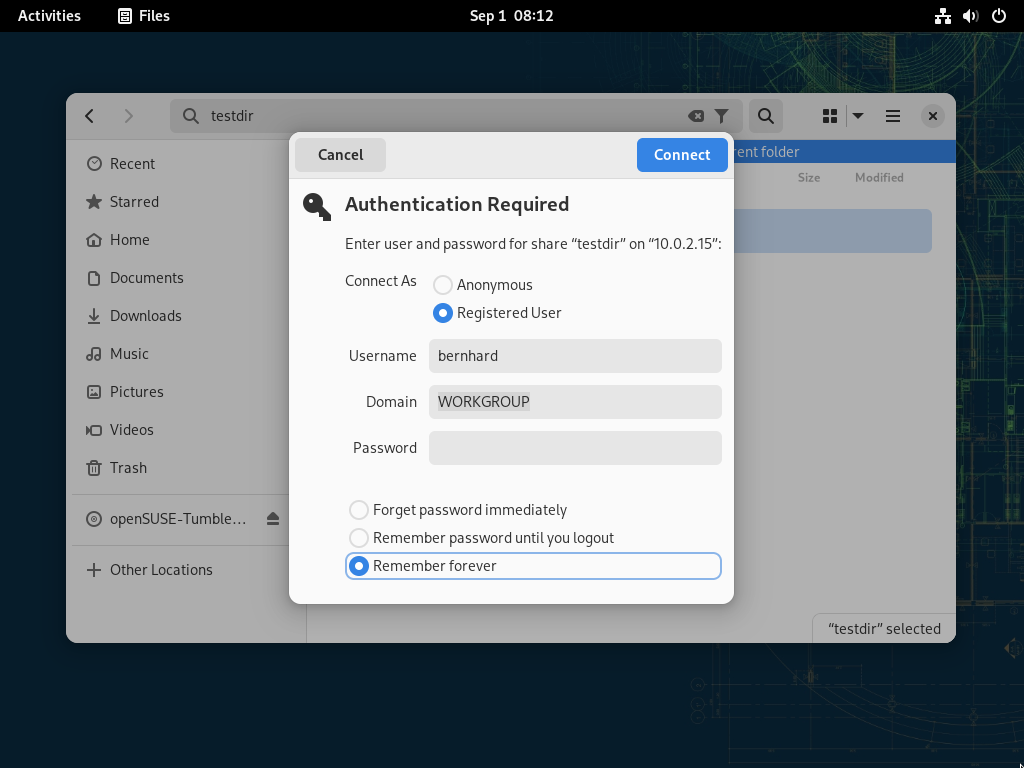 Activities Files Sep 1 08:12
testdir
rent folder
Size Modified
Recent
Starred
Home
Documents
Downloads
Music
Pictures
Videos
Trash
openSUSE-Tumble…
Other Locations
Cancel Connect
Authentication Required
Enter user and password for share “testdir” on “10.0.2.15”:
Connect As Anonymous
Registered User
Username bernhard
Domain WORKGROUP
Password
Forget password immediately
Remember password until you logout
Remember forever
“testdir” selected